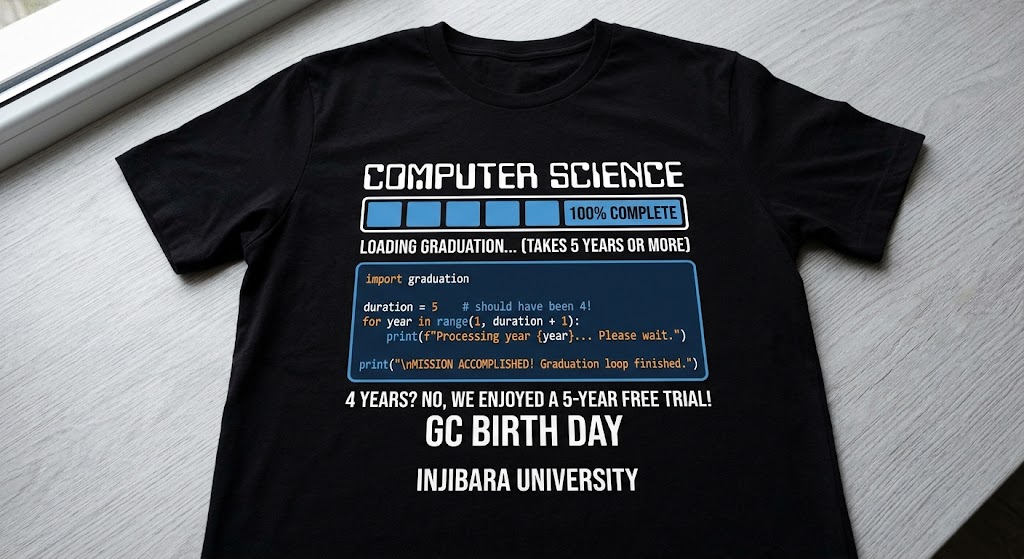 COMPUTER SCIENCE
100% COMPLETE
LOADING GRADUATION... (TAKES 5 YEARS OR MORE)
import graduation
duration = 5    # should have been 4!
for year in range(1, duration + 1):
    print(f"Processing year {year}... Please wait.")
print("\nMISSION ACCOMPLISHED! Graduation loop finished.")
4 YEARS? NO, WE ENJOYED A 5-YEAR FREE TRIAL!
GC BIRTH DAY
INJIBARA UNIVERSITY